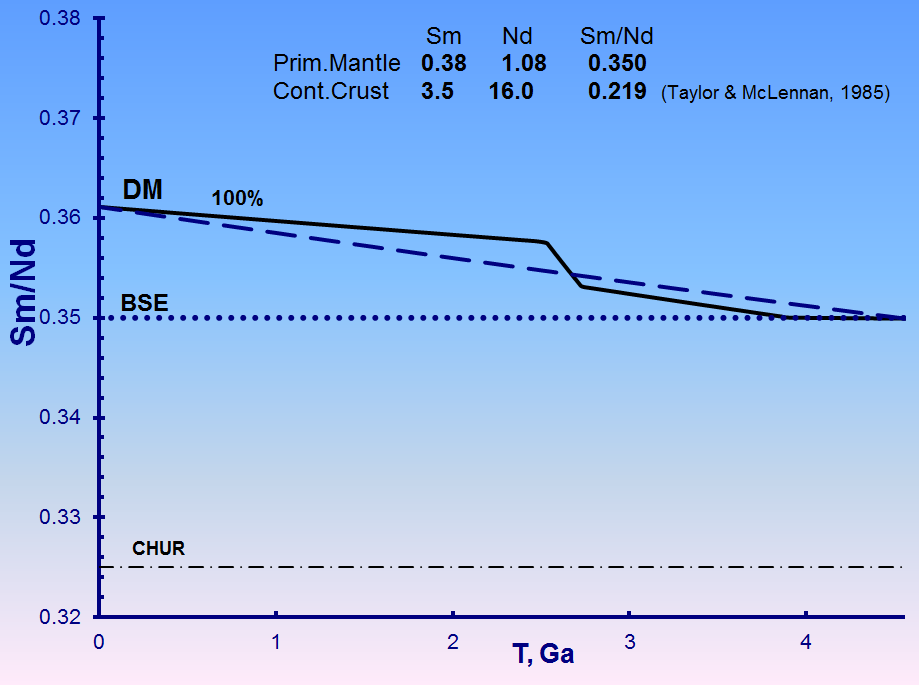 0.38
Sm Nd Sm/Nd
Prim.Mantle 0.38 1.08 0.350
Cont.Crust 3.5 16.0 0.219 (Taylor & McLennan, 1985)
0.37
DM 100%
0.36
Sm/Nd
BSE
0.35
0.34
0.33
CHUR
0.32
0 1 2 3 4
T, Ga